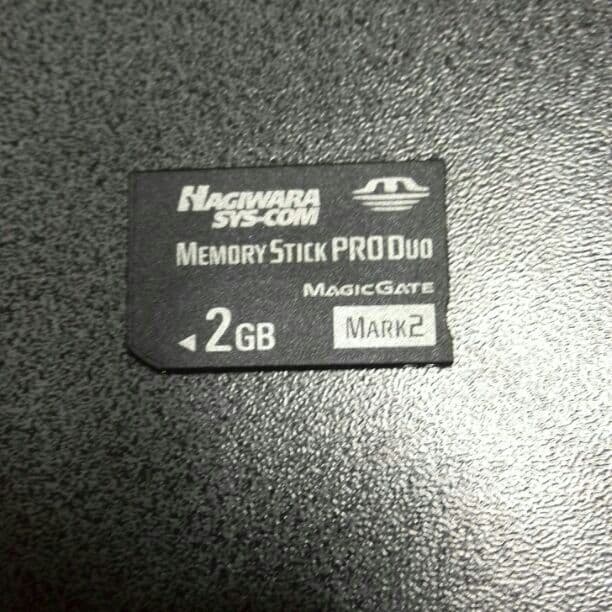 HAGIWARA
SYS-COM
MEMORY STICK PRO DUO
MAGICGATE
2GB
MARK2